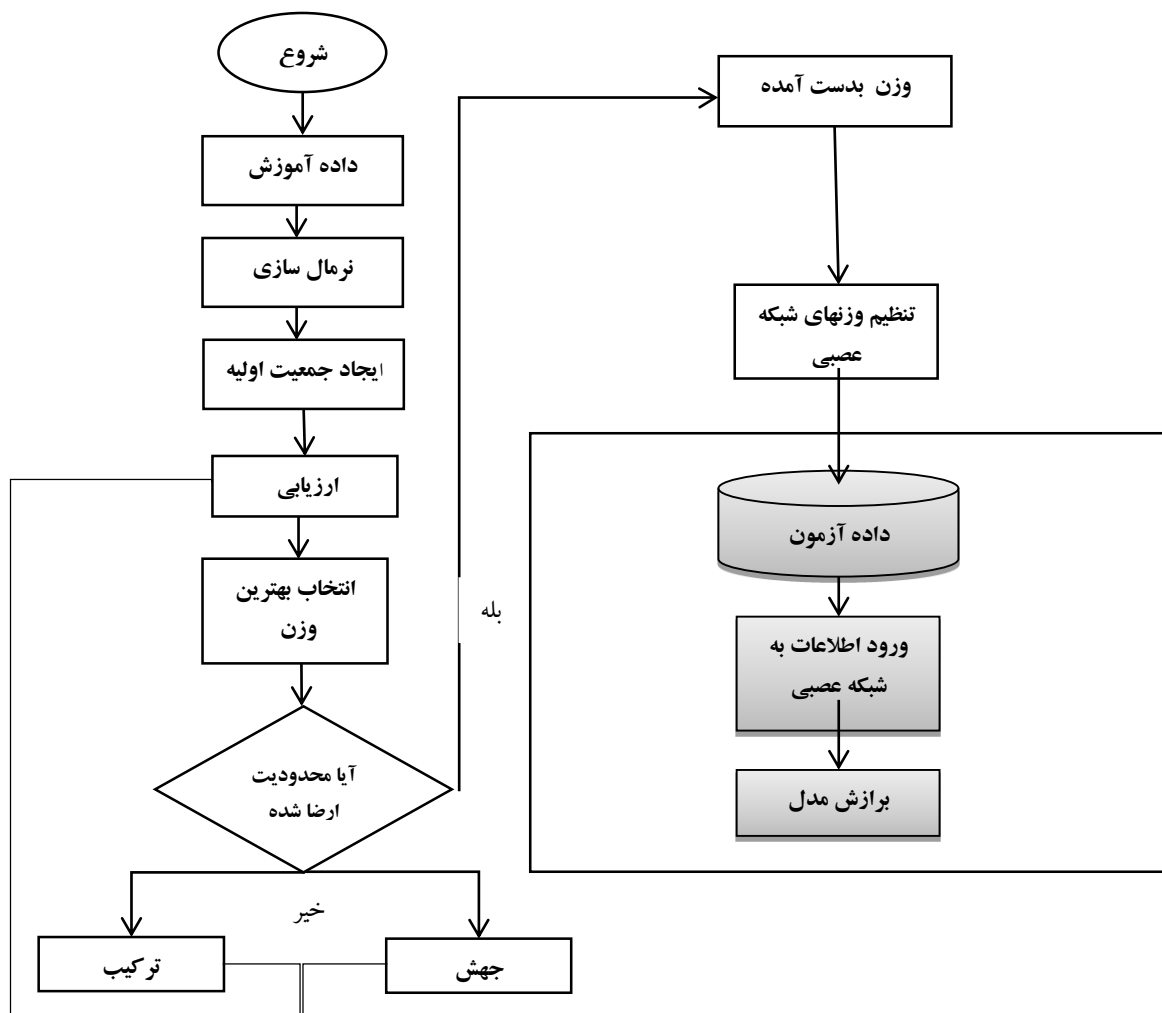 شروع
داده آموزش
نرمال سازی
ایجاد جمعیت اولیه
ارزیابی
انتخاب بهترین
وزن
آیا محدودیت
ارضا شده
بله
خیر
ترکیب
جهش
وزن بدست آمده
تنظیم وزنهای شبکه
عصبی
داده آزمون
ورود اطلاعات به
شبکه عصبی
برازش مدل